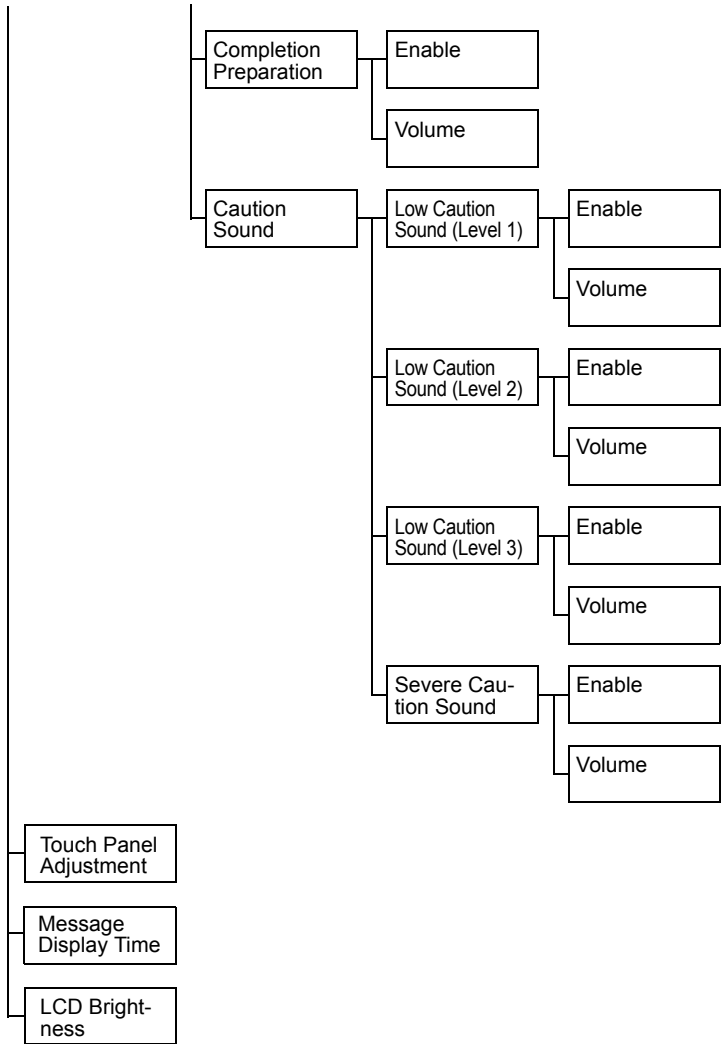 Completion
Preparation
Enable
Volume
Caution
Sound
Low Caution
Sound (Level 1)
Enable
Volume
Low Caution
Sound (Level 2)
Enable
Volume
Low Caution
Sound (Level 3)
Enable
Volume
Severe Cau-
tion Sound
Enable
Volume
Touch Panel
Adjustment
Message
Display Time
LCD Bright-
ness